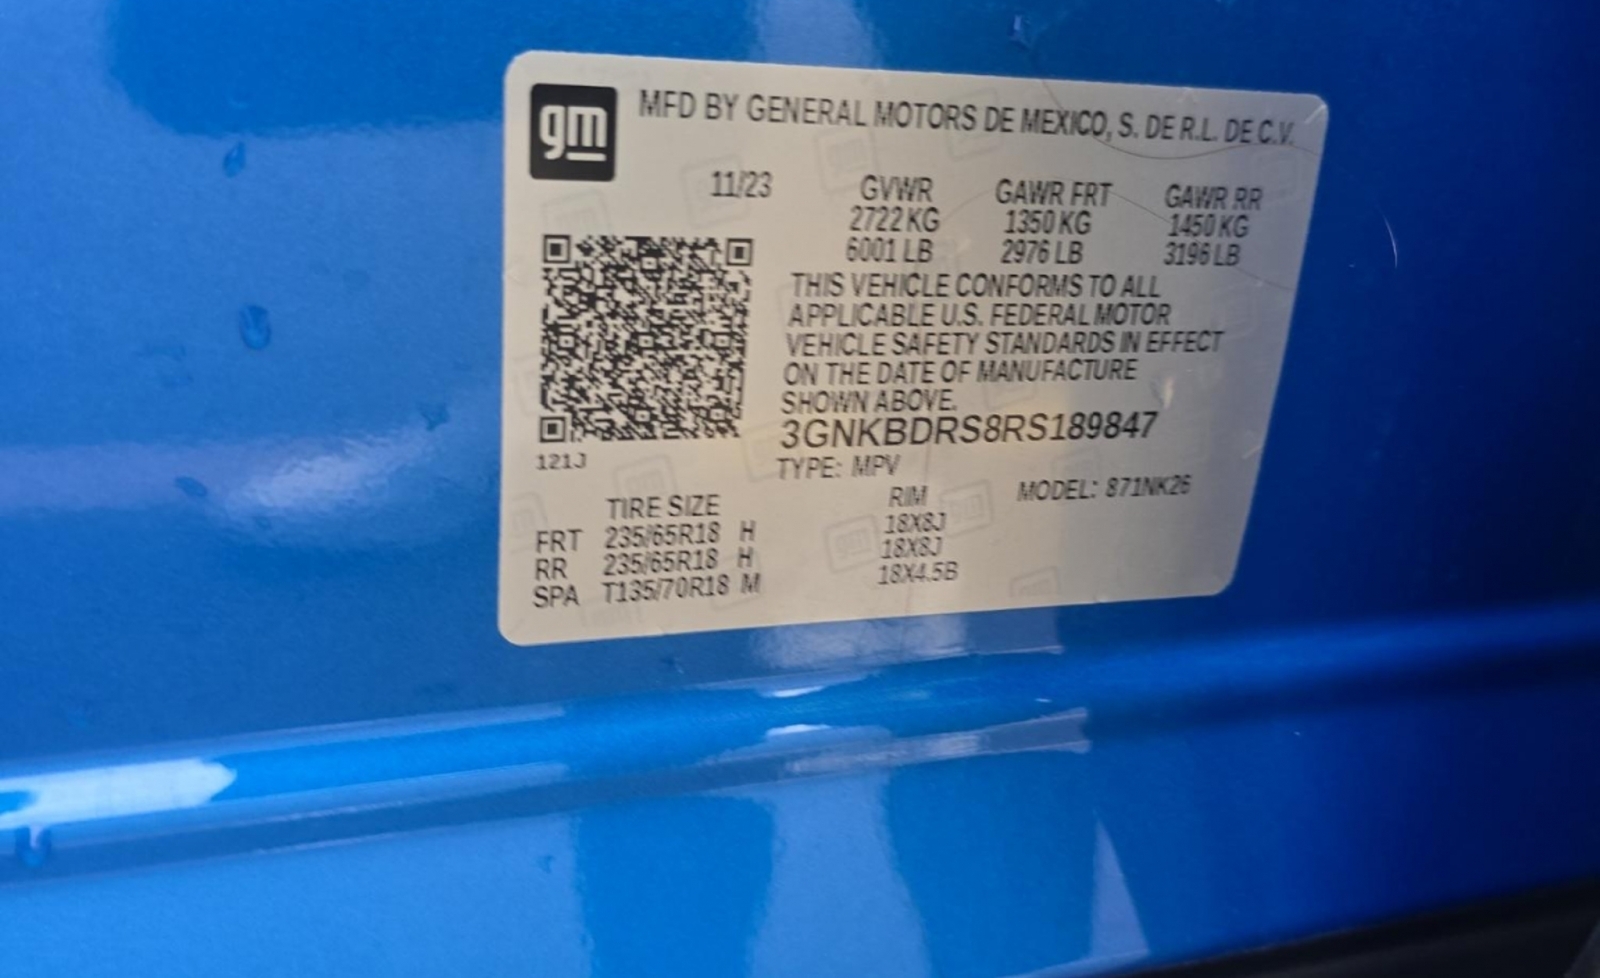 gm
MFD BY GENERAL MOTORS DE MEXICO, S. DE R.L. DE C.V.
11/23 GVWR GAWR FRT GAWR RR
2722 KG 1350 KG 1450 KG
6001 LB 2976 LB 3196 LB
THIS VEHICLE CONFORMS TO ALL
APPLICABLE U.S. FEDERAL MOTOR
VEHICLE SAFETY STANDARDS IN EFFECT
ON THE DATE OF MANUFACTURE
SHOWN ABOVE.
3GNKBDRS8RS189847
121J TYPE: MPV
MODEL: 871NK26
TIRE SIZE RIM
FRT 235/65R18 H 18X8J
RR 235/65R18 H 18X8J
SPA T135/70R18 M 18X4.5B